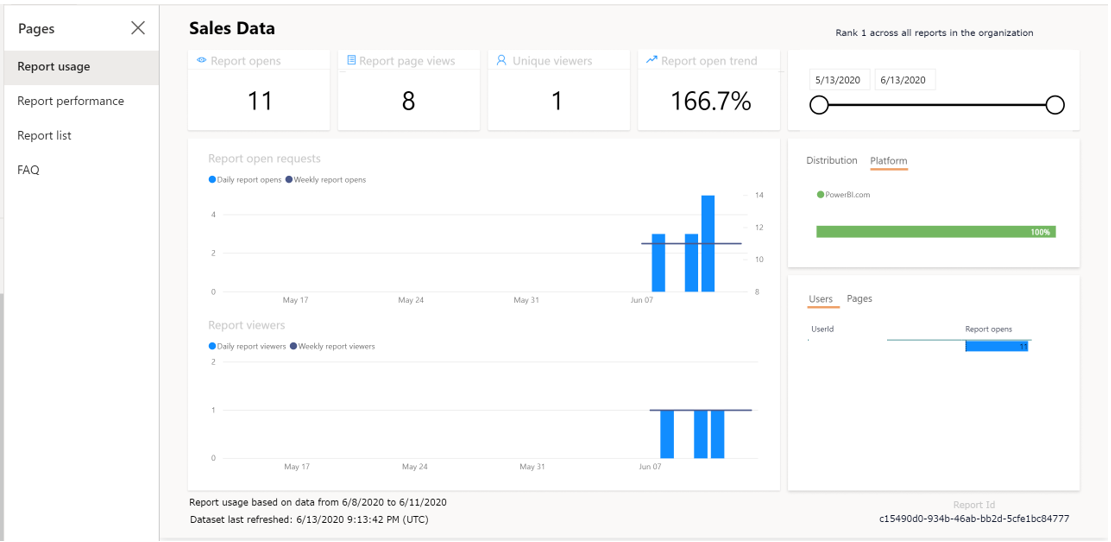 Pages
Report usage
Report performance
Report list
FAQ
Sales Data
Rank 1 across all reports in the organization
Report opens
11
Report page views
8
Unique viewers
1
Report open trend
166.7%
5/13/2020 6/13/2020
Report open requests
Daily report opens Weekly report opens
4
2
0
14
12
10
8
May 17 May 24 May 31 Jun 07
Report viewers
Daily report viewers Weekly report viewers
2
1
0
May 17 May 24 May 31 Jun 07
Distribution Platform
PowerBI.com
100%
Users Pages
UserId Report opens
11
Report usage based on data from 6/8/2020 to 6/11/2020
Dataset last refreshed: 6/13/2020 9:13:42 PM (UTC)
Report Id
c15490d0-934b-46ab-bb2d-5cfe1bc84777